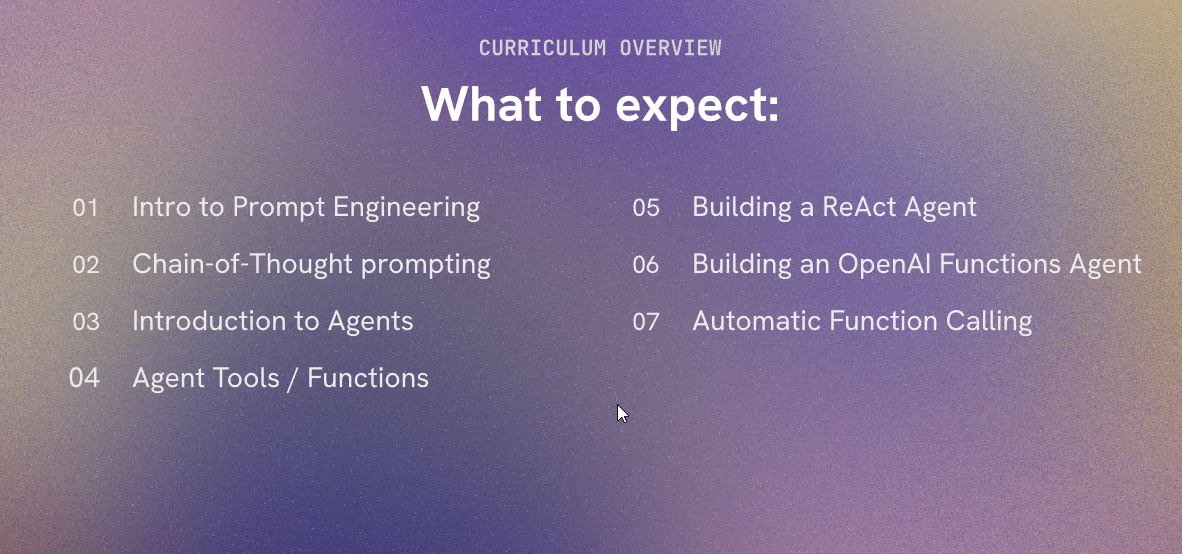 CURRICULUM OVERVIEW
What to expect:
01 Intro to Prompt Engineering
02 Chain-of-Thought prompting
03 Introduction to Agents
04 Agent Tools / Functions
05 Building a ReAct Agent
06 Building an OpenAI Functions Agent
07 Automatic Function Calling